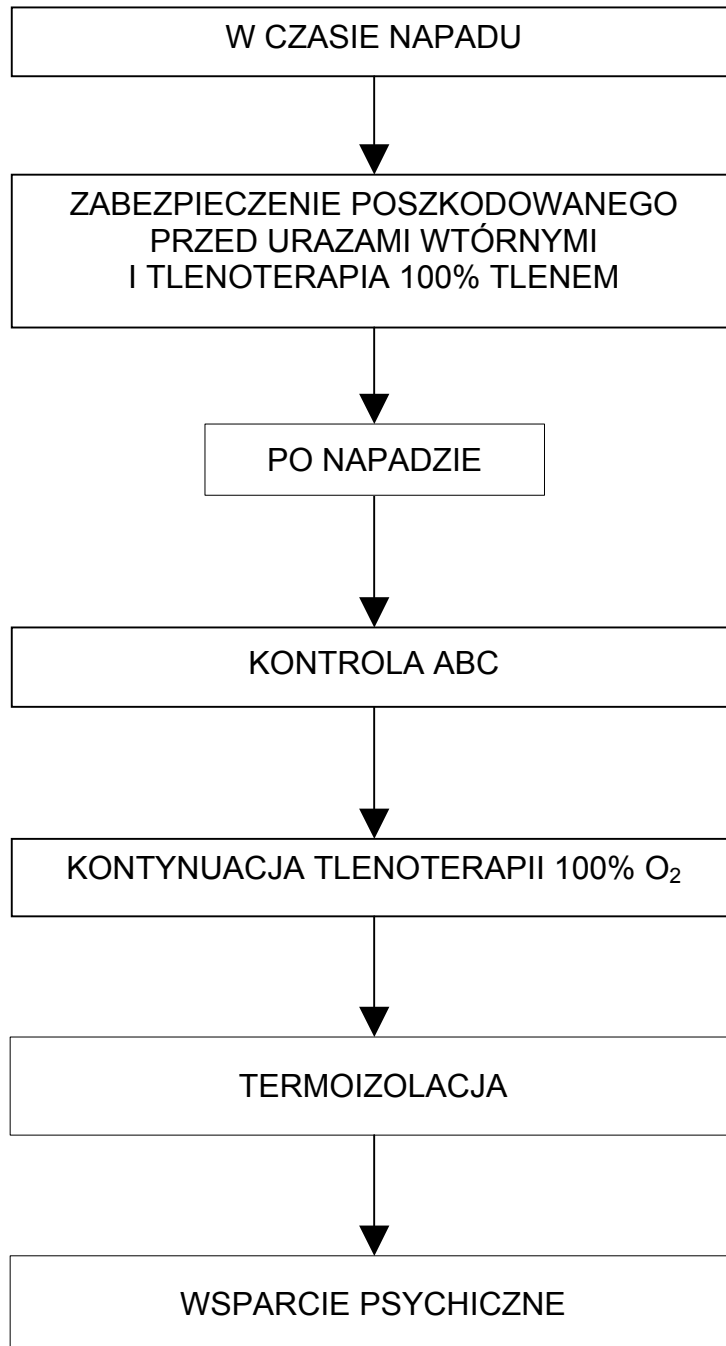 W CZASIE NAPADU
ZABEZPIECZENIE POSZKODOWANEGO
PRZED URAZAMI WTÓRNYMI
I TLENOTERAPIA 100% TLENEM
PO NAPADZIE
KONTROLA ABC
KONTYNUACJA TLENOTERAPII 100% O₂
TERMOIZOLACJA
WSPARCIE PSYCHICZNE